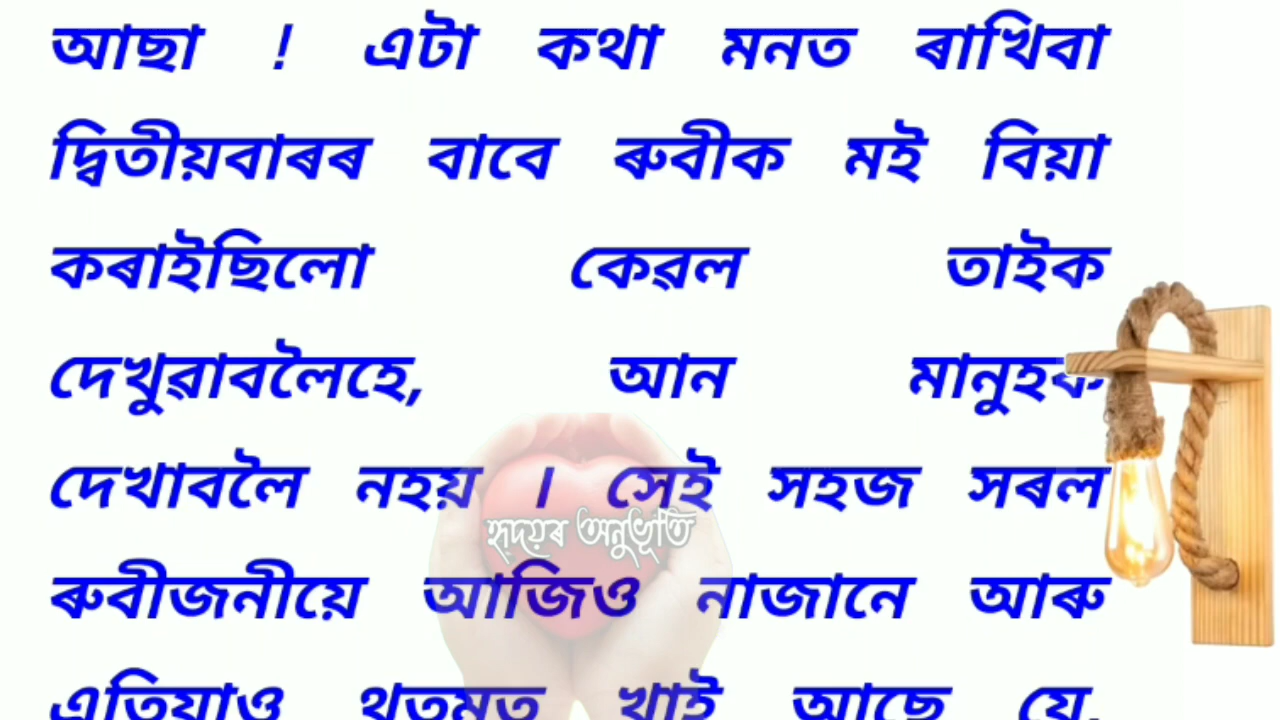 আছা ! এটা কথা মনত ৰাখিবা
দ্বিতীয়বাৰৰ বাবে ৰুবীক মই বিয়া
কৰাইছিলো কেৱল তাইক
দেখুৱাবলৈহে, আন মানুহক
দেখাবলৈ নহয় । সেই সহজ সৰল
হৃদয়ৰ অনুভূতি
ৰুবীজনীয়ে আজিও নাজানে আৰু
এতিয়াও থতমত খাই আছে যে,